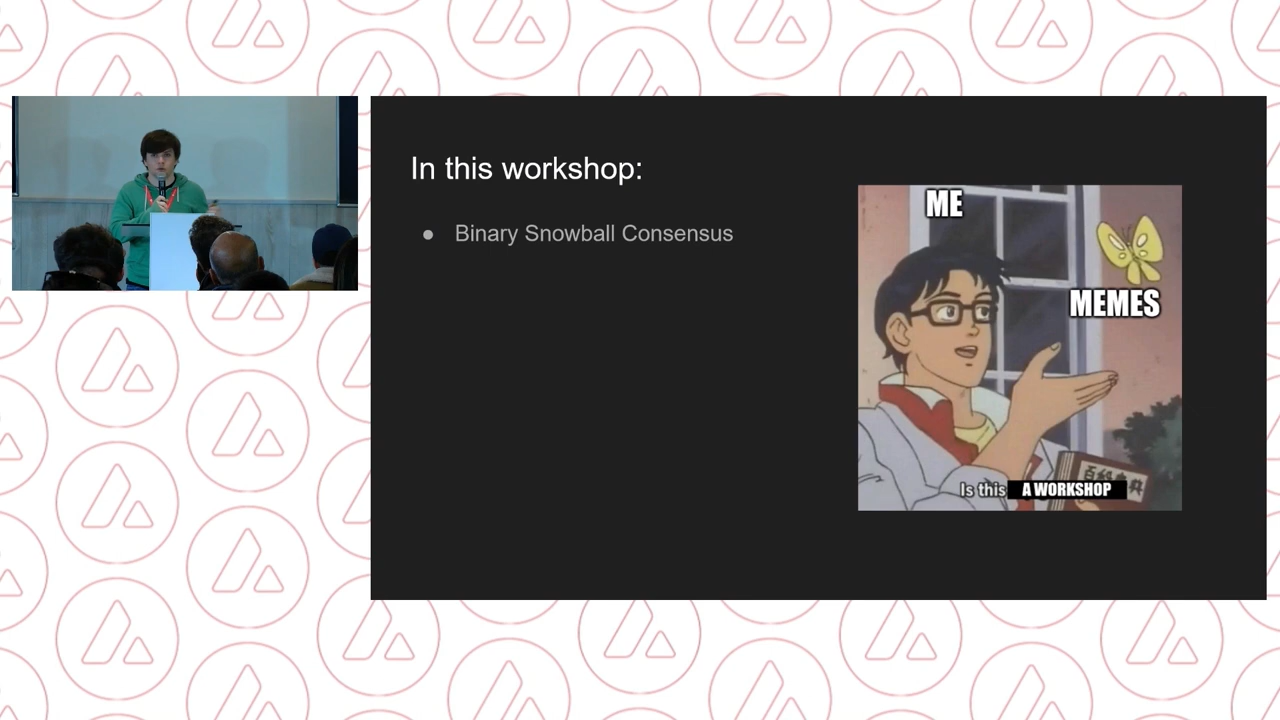 In this workshop:
● Binary Snowball Consensus
ME
MEMES
Is this A WORKSHOP